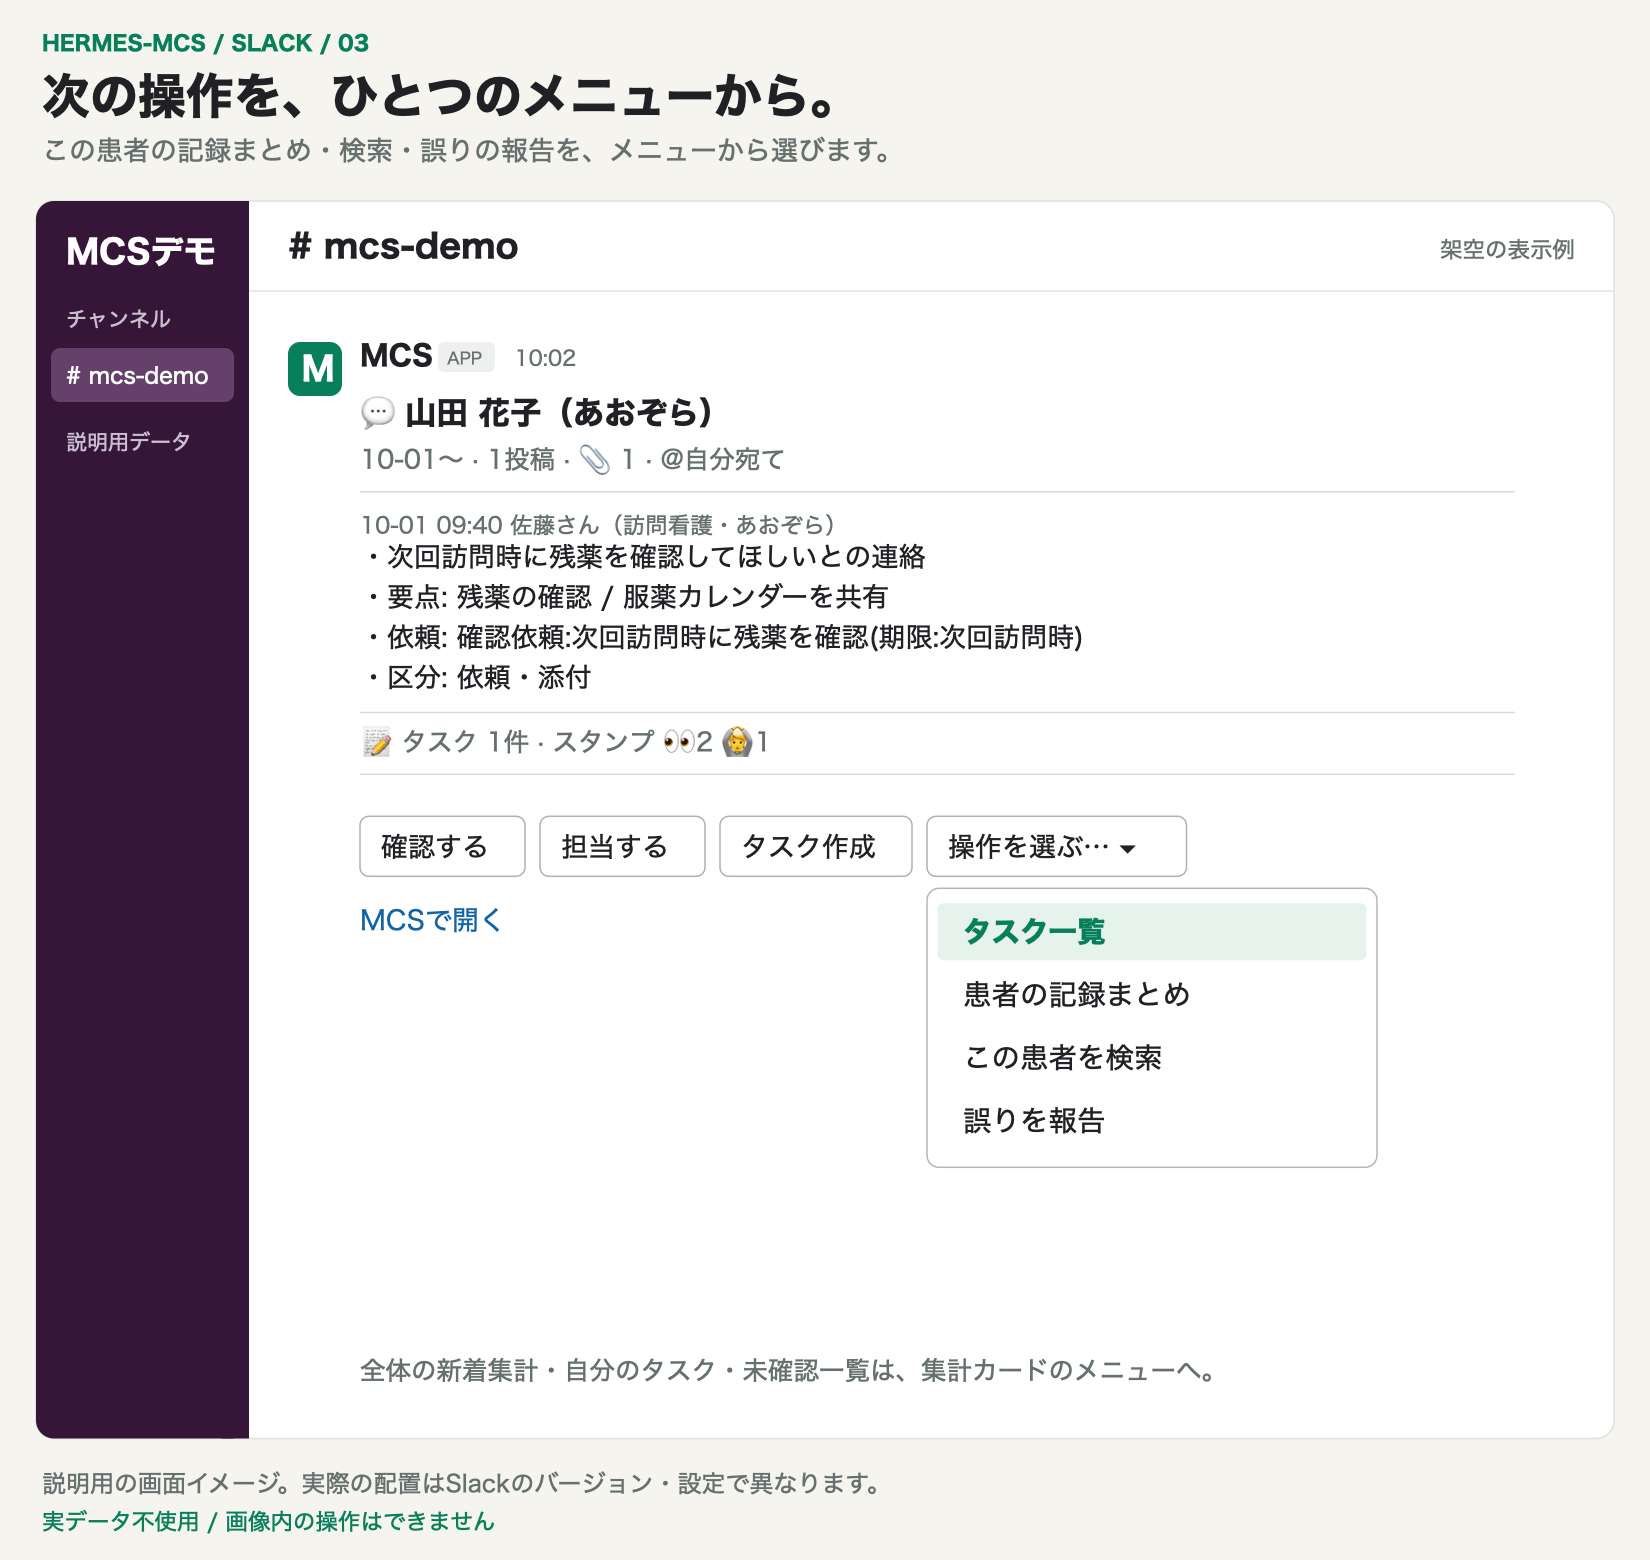 HERMES-MCS / SLACK / 03
次の操作を、ひとつのメニューから。
この患者の記録まとめ・検索・誤りの報告を、メニューから選びます。
MCSデモ
チャンネル
# mcs-demo
説明用データ
# mcs-demo
架空の表示例
M
MCS APP 10:02
💬 山田 花子（あおぞら）
10-01〜 · 1投稿 · 📎 1 · @自分宛て
10-01 09:40 佐藤さん（訪問看護・あおぞら）
・次回訪問時に残薬を確認してほしいとの連絡
・要点: 残薬の確認 / 服薬カレンダーを共有
・依頼: 確認依頼:次回訪問時に残薬を確認(期限:次回訪問時)
・区分: 依頼・添付
📝 タスク 1件 · スタンプ 👀2 🙆1
確認する
担当する
タスク作成
操作を選ぶ…
MCSで開く
タスク一覧
患者の記録まとめ
この患者を検索
誤りを報告
全体の新着集計・自分のタスク・未確認一覧は、集計カードのメニューへ。
説明用の画面イメージ。実際の配置はSlackのバージョン・設定で異なります。
実データ不使用 / 画像内の操作はできません